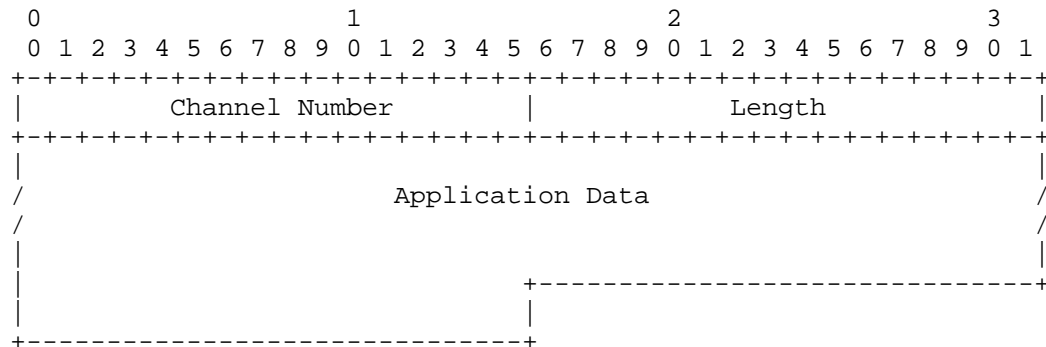 0                   1                   2                   3
0 1 2 3 4 5 6 7 8 9 0 1 2 3 4 5 6 7 8 9 0 1 2 3 4 5 6 7 8 9 0 1
+-+-+-+-+-+-+-+-+-+-+-+-+-+-+-+-+-+-+-+-+-+-+-+-+-+-+-+-+-+-+-+-+
|         Channel Number        |            Length             |
+-+-+-+-+-+-+-+-+-+-+-+-+-+-+-+-+-+-+-+-+-+-+-+-+-+-+-+-+-+-+-+-+
|                                                               |
/                       Application Data                        /
/                                                               /
|                                                               |
|                               +-------------------------------+
|                               |
+-------------------------------+